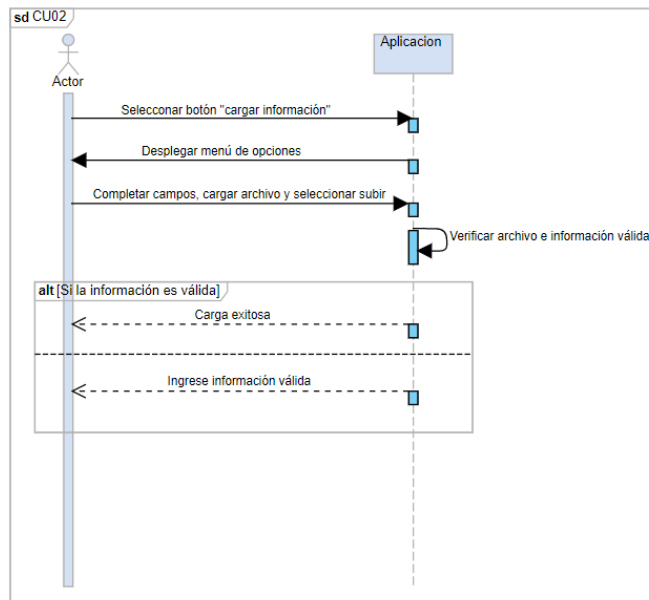 sd CU02
Actor
Aplicacion
Selecconar botón "cargar información"
Desplegar menú de opciones
Completar campos, cargar archivo y seleccionar subir
Verificar archivo e información válida
alt [Si la información es válida]
Carga exitosa
Ingrese información válida